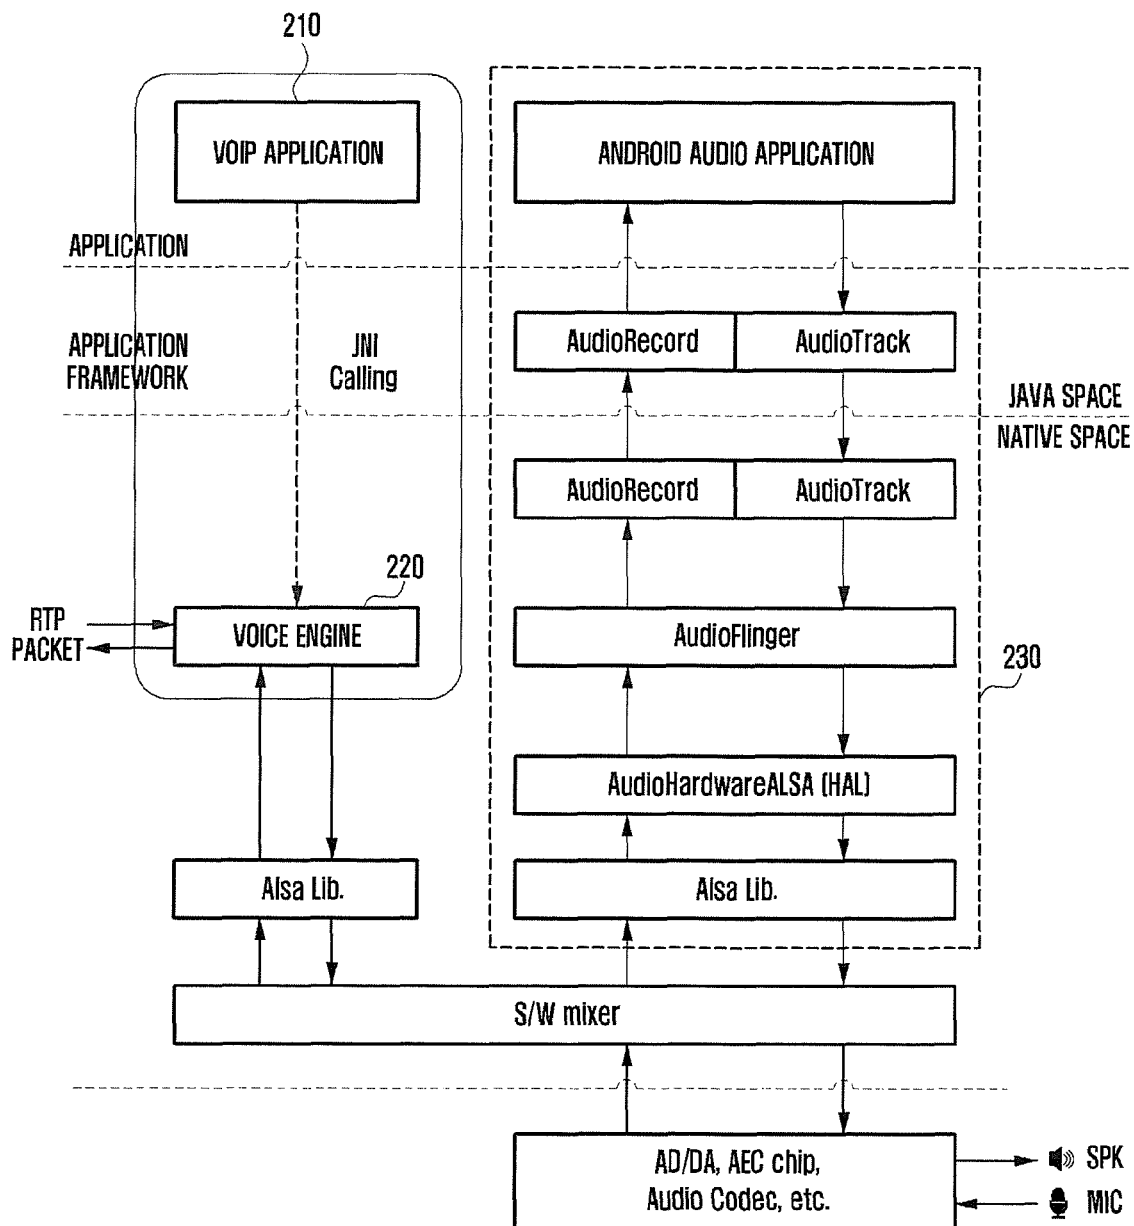 210
VOIP APPLICATION
ANDROID AUDIO APPLICATION
APPLICATION
APPLICATION
FRAMEWORK
JNI
Calling
AudioRecord
AudioTrack
JAVA SPACE
NATIVE SPACE
AudioRecord
AudioTrack
220
RTP
PACKET
VOICE ENGINE
AudioFlinger
230
AudioHardwareALSA (HAL)
Alsa Lib.
Alsa Lib.
S/W mixer
AD/DA, AEC chip,
Audio Codec, etc.
SPK
MIC